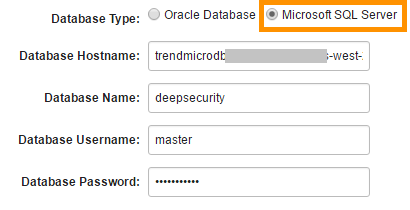 Database Type: Oracle Database Microsoft SQL Server
Database Hostname: trendmicrodb s-west-
Database Name: deepsecurity
Database Username: master
Database Password: •••••••••••